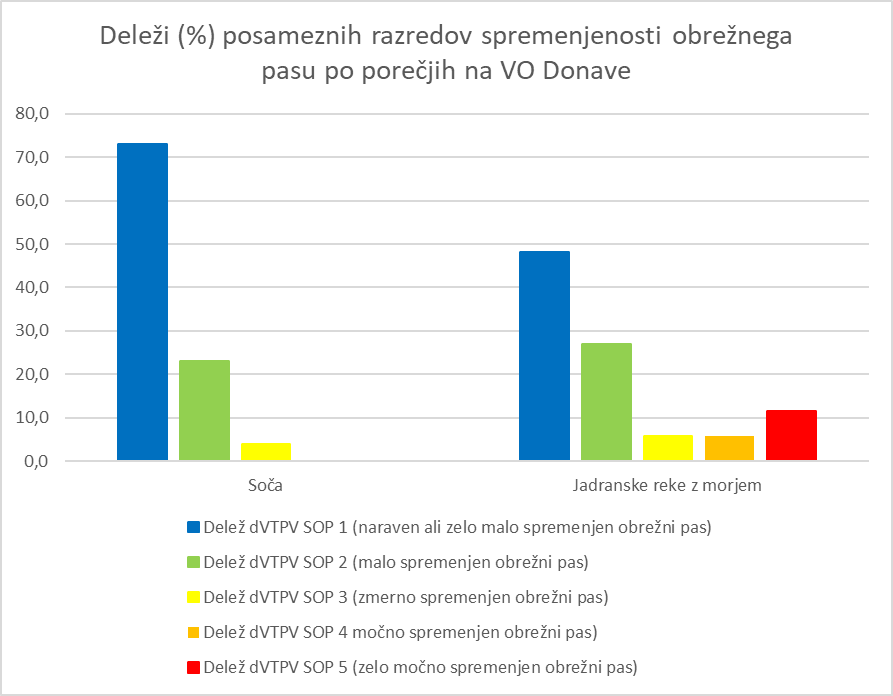 Deleži (%) posameznih razredov spremenjenosti obrežnega
pasu po porečjih na VO Donave
80,0
70,0
60,0
50,0
40,0
30,0
20,0
10,0
0,0
Soča
Jadranske reke z morjem
Delež dVTPV SOP 1 (naraven ali zelo malo spremenjen obrežni pas)
Delež dVTPV SOP 2 (malo spremenjen obrežni pas)
Delež dVTPV SOP 3 (zmerno spremenjen obrežni pas)
Delež dVTPV SOP 4 močno spremenjen obrežni pas)
Delež dVTPV SOP 5 (zelo močno spremenjen obrežni pas)